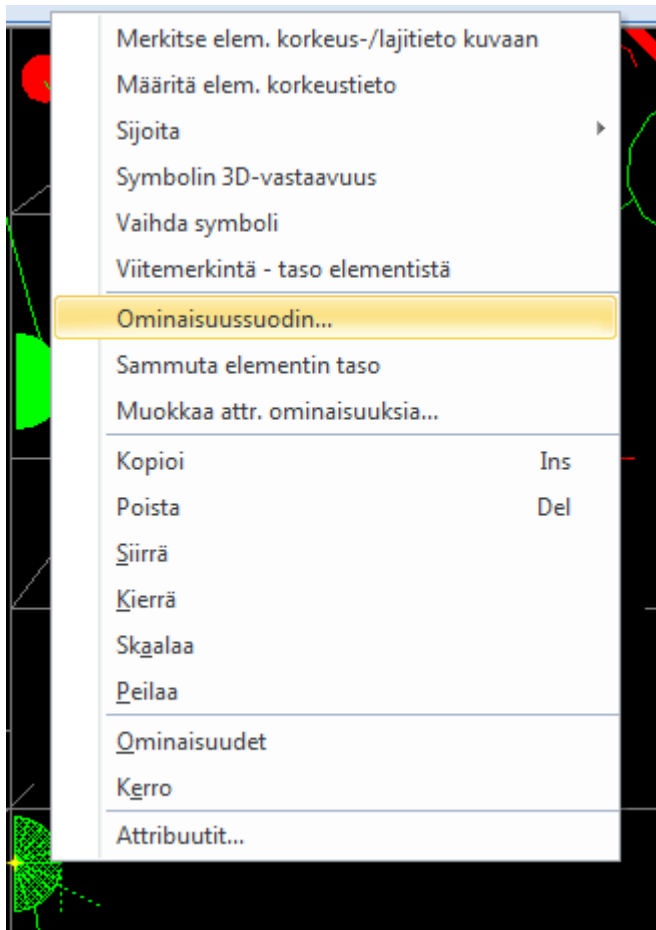 Merkitse elem. korkeus-/lajitieto kuvaan
Määritä elem. korkeustieto
Sijoita
Symbolin 3D-vastaavuus
Vaihda symboli
Viitemerkintä - taso elementistä
Ominaisuussuodin...
Sammuta elementin taso
Muokkaa attr. ominaisuuksia...
Kopioi Ins
Poista Del
Siirrä
Kierrä
Skaalaa
Peilaa
Ominaisuudet
Kerro
Attribuutit...